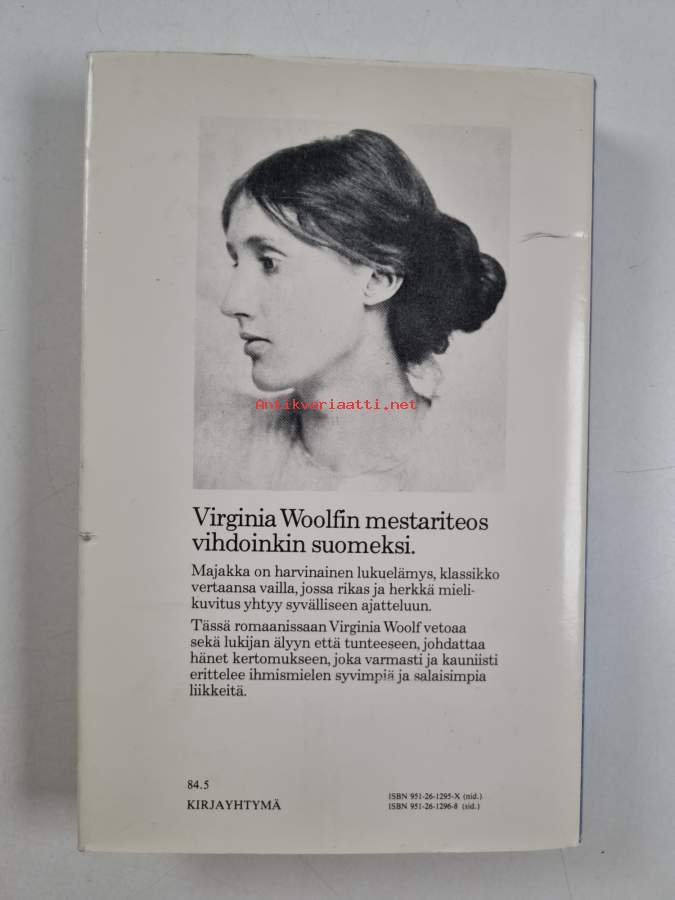 Antikvariaatti.net
Virginia Woolfin mestariteos
vihdoinkin suomeksi.
Majakka on harvinainen lukuelämys, klassikko
vertaansa vailla, jossa rikas ja herkkä mieli-
kuvitus yhtyy syvälliseen ajatteluun.
Tässä romaanissaan Virginia Woolf vetoaa
sekä lukijan älyyn että tunteeseen, johdattaa
hänet kertomukseen, joka varmasti ja kauniisti
erittelee ihmismielen syvimpiä ja salaisimpia
liikkeitä.
84.5
KIRJAYHTYMÄ
ISBN 951-26-1295-X (nid.)
ISBN 951-26-1296-8 (sid.)